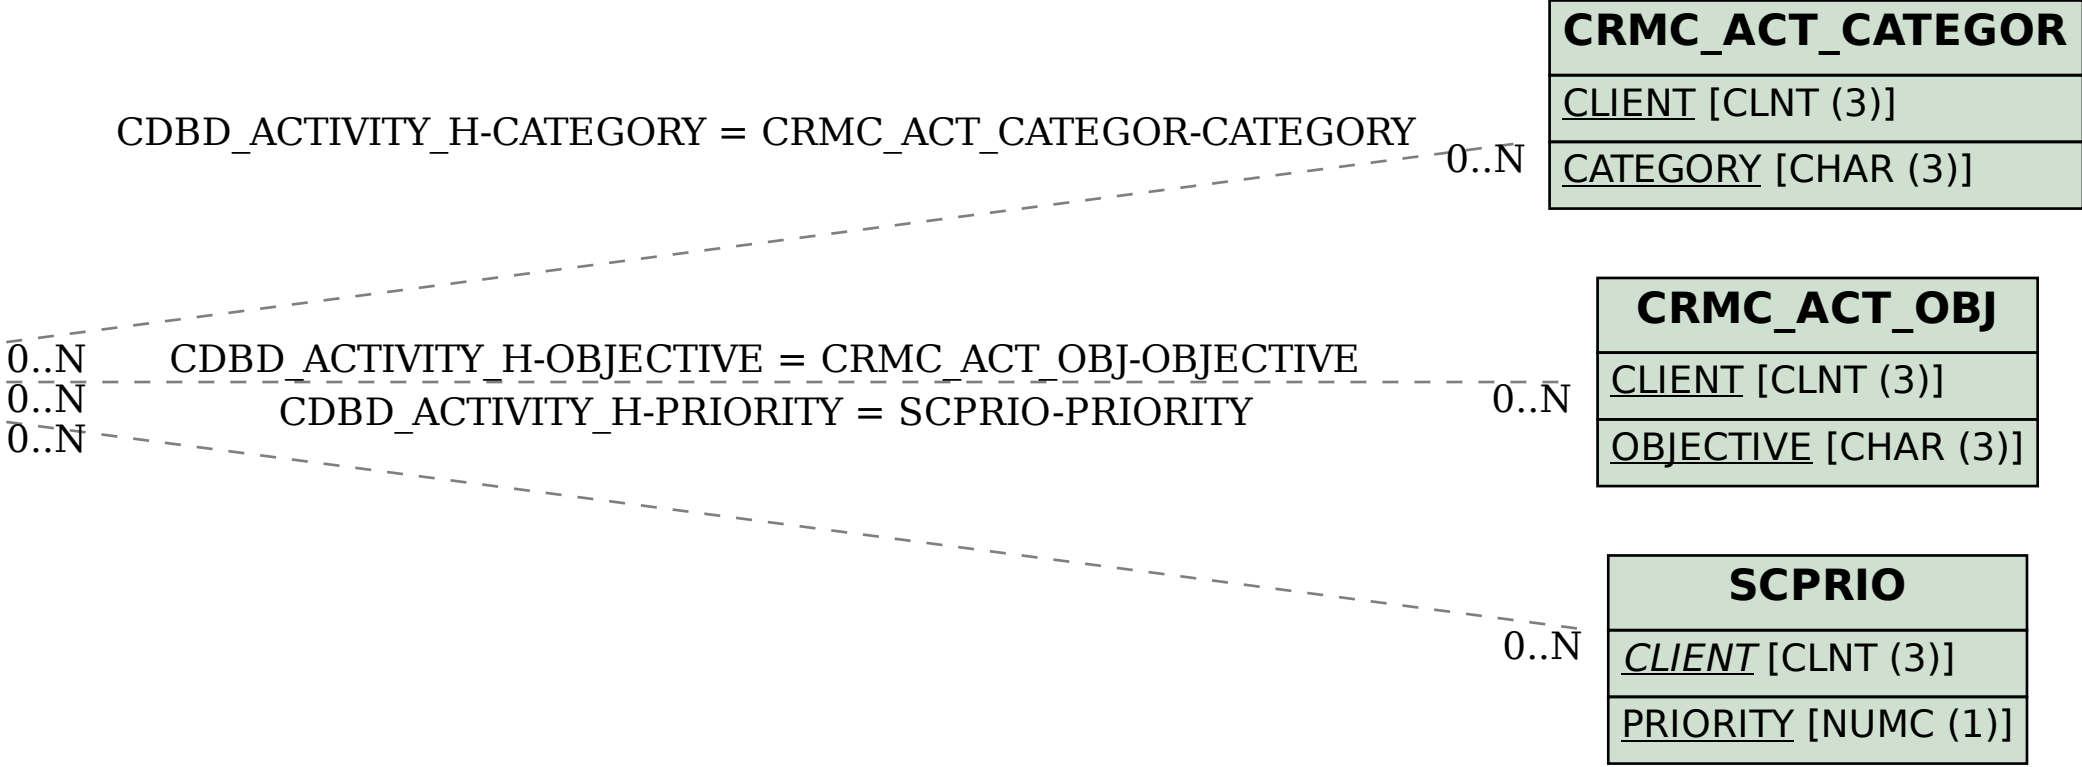 CRMC_ACT_CATEGOR
CLIENT [CLNT (3)]
CATEGORY [CHAR (3)]
CDBD_ACTIVITY_H-CATEGORY = CRMC_ACT_CATEGOR-CATEGORY
0..N
0..N
CDBD_ACTIVITY_H-OBJECTIVE = CRMC_ACT_OBJ-OBJECTIVE
0..N
0..N
CDBD_ACTIVITY_H-PRIORITY = SCPRIO-PRIORITY
0..N
0..N
CRMC_ACT_OBJ
CLIENT [CLNT (3)]
OBJECTIVE [CHAR (3)]
SCPRIO
CLIENT [CLNT (3)]
PRIORITY [NUMC (1)]